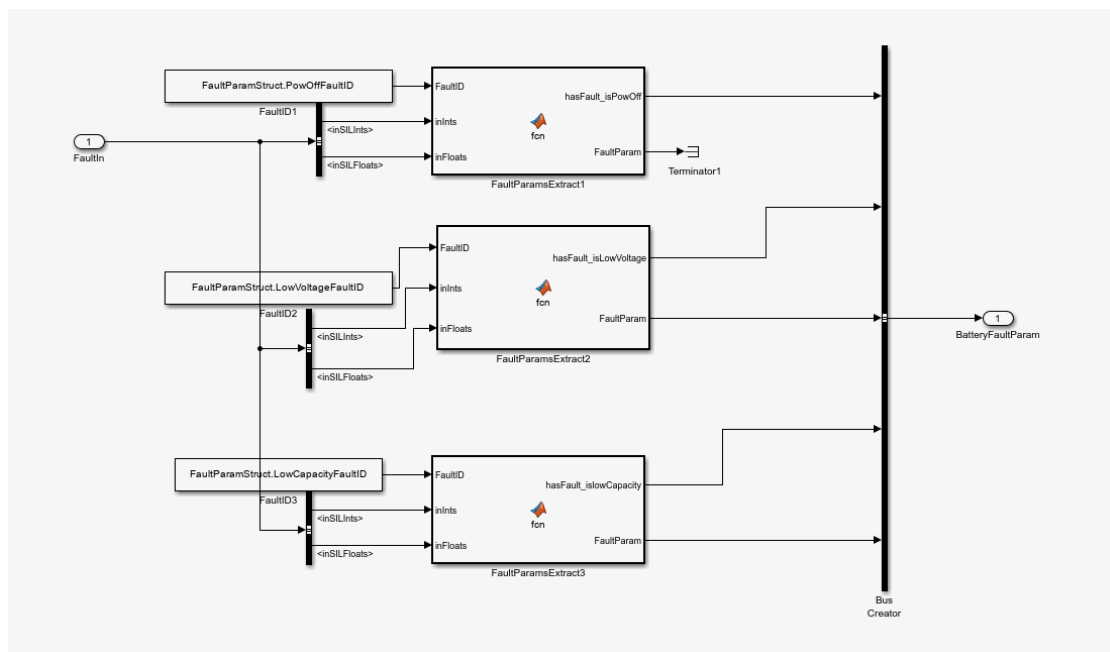 FaultParamStruct.PowOffFaultID
FaultID1
1
FaultIn
<inSILInts>
<inSILFloats>
FaultID
inInts
inFloats
fcn
hasFault_isPowOff
FaultParam
FaultParamsExtract1
Terminator1
FaultParamStruct.LowVoltageFaultID
FaultID2
<inSILInts>
<inSILFloats>
FaultID
inInts
inFloats
fcn
hasFault_isLowVoltage
FaultParam
FaultParamsExtract2
1
BatteryFaultParam
FaultParamStruct.LowCapacityFaultID
FaultID3
<inSILInts>
<inSILFloats>
FaultID
inInts
inFloats
fcn
hasFault_islowCapacity
FaultParam
FaultParamsExtract3
Bus
Creator